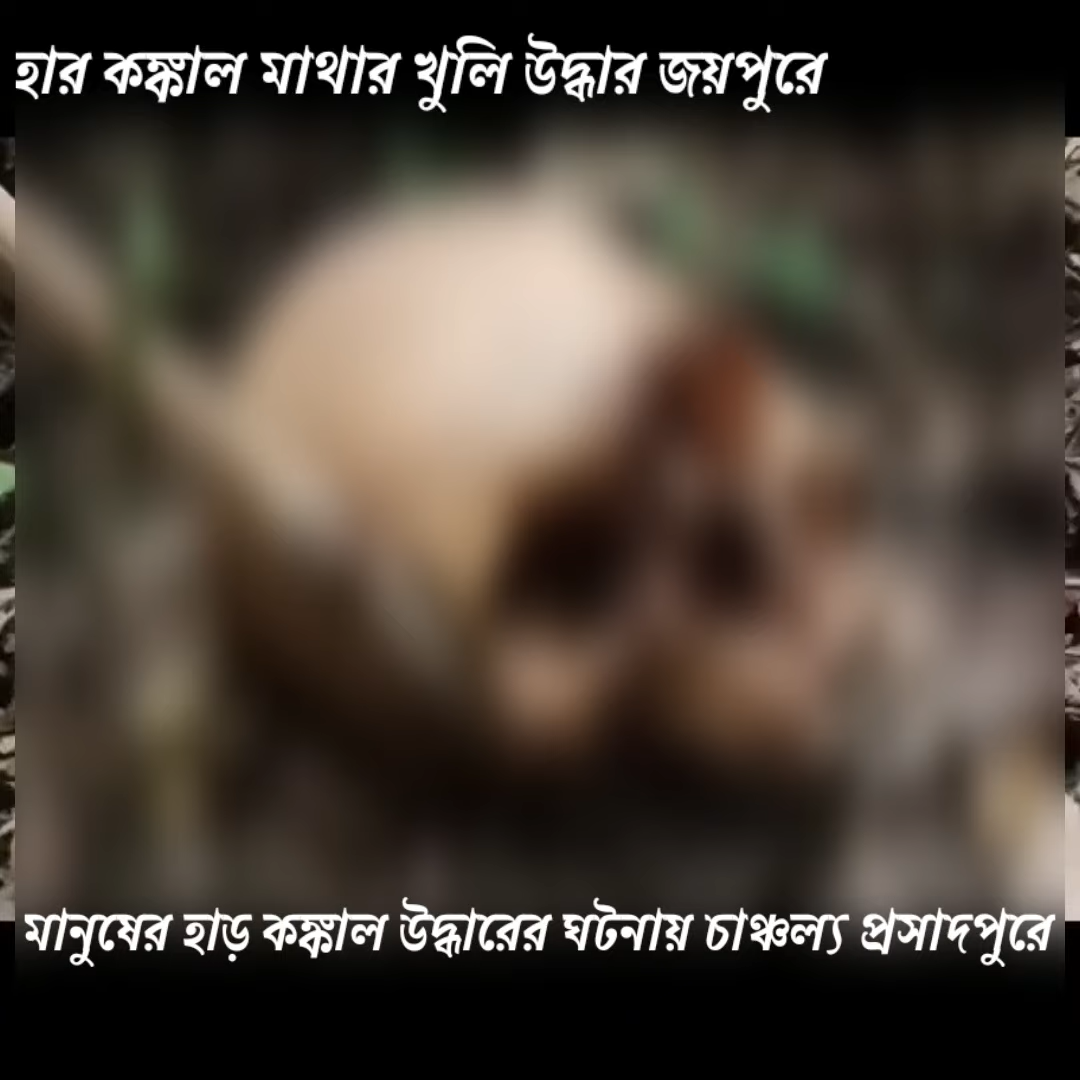 হার কঙ্কাল মাথার খুলি উদ্ধার জয়পুরে
মানুষের হাড় কঙ্কাল উদ্ধারের ঘটনায় চাঞ্চল্য প্রসাদপুরে